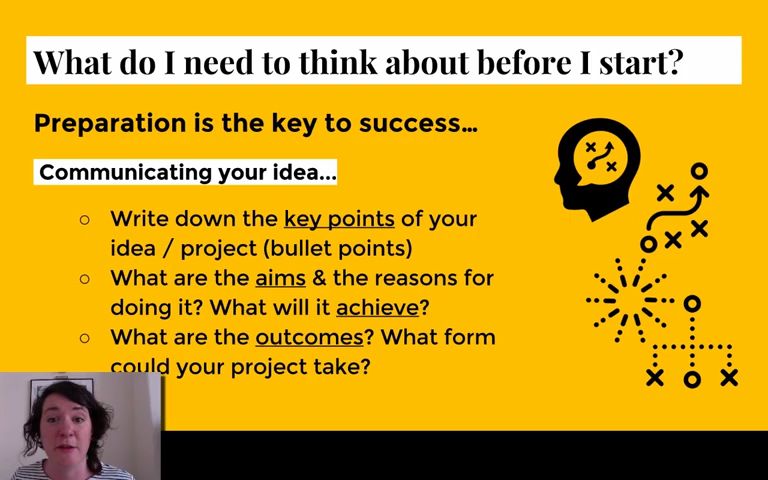 What do I need to think about before I start?
Preparation is the key to success…
Communicating your idea...
○ Write down the key points of your
idea / project (bullet points)
○ What are the aims & the reasons for
doing it? What will it achieve?
○ What are the outcomes? What form
could your project take?